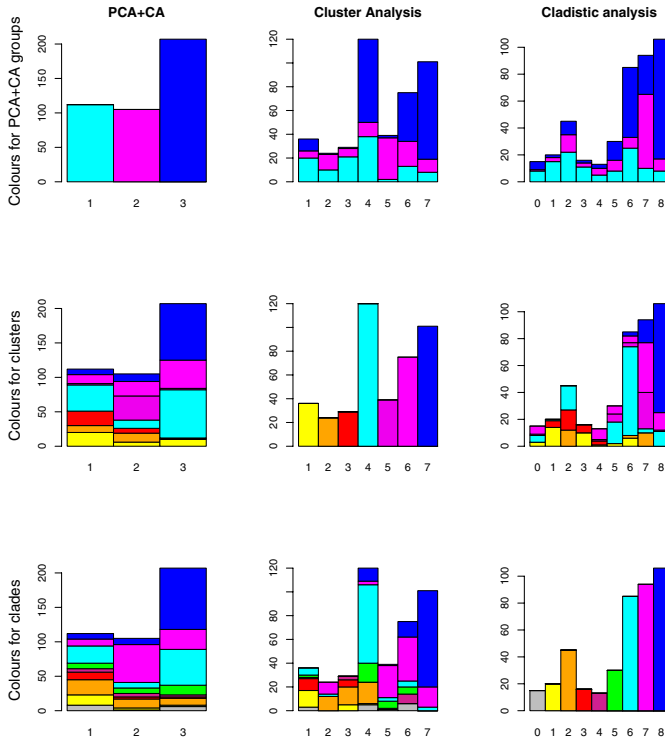 PCA+CA
Cluster Analysis
Cladistic analysis
Colours for PCA+CA groups
0 50 100 150 200
1 2 3
0 20 40 60 80 120
1 2 3 4 5 6 7
0 20 40 60 80 100
0 1 2 3 4 5 6 7 8
Colours for clusters
0 50 100 150 200
1 2 3
0 20 40 60 80 120
1 2 3 4 5 6 7
0 20 40 60 80 100
0 1 2 3 4 5 6 7 8
Colours for clades
0 50 100 150 200
1 2 3
0 20 40 60 80 120
1 2 3 4 5 6 7
0 20 40 60 80 100
0 1 2 3 4 5 6 7 8